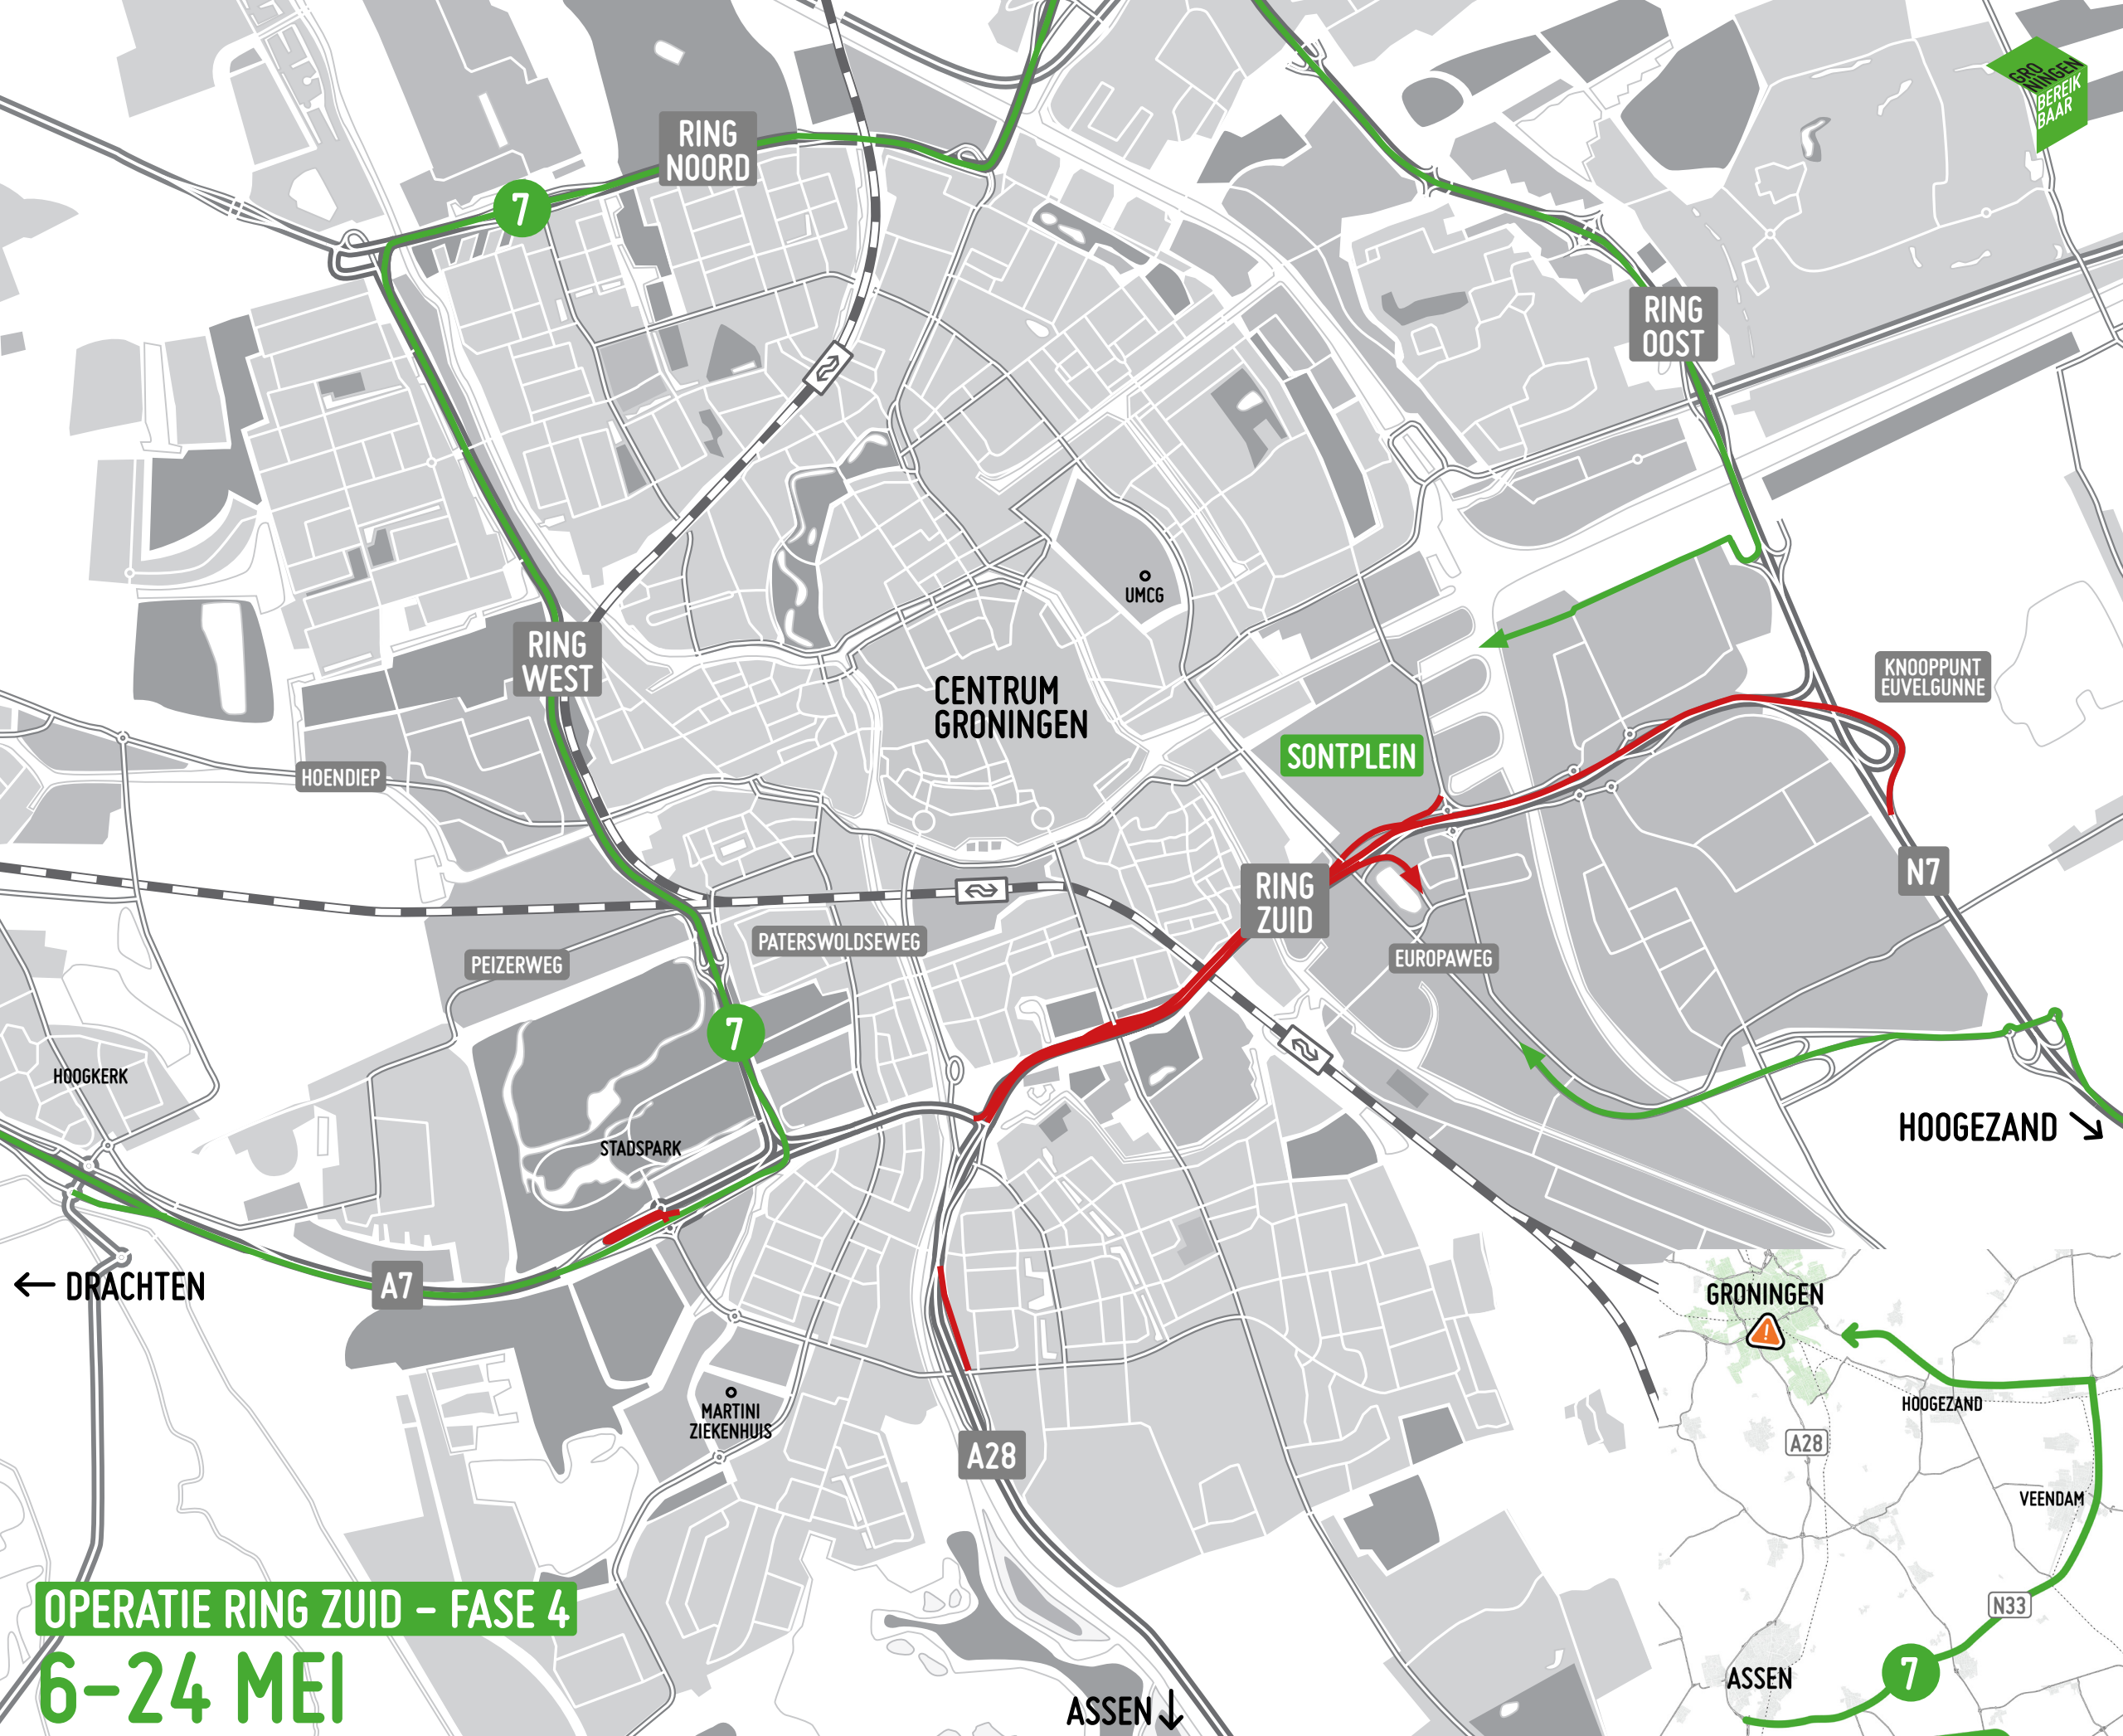 GRO
NINGEN
BEREIK
BAAR
RING
NOORD
7
RING
OOST
UMCG
RING
WEST
KNOOPPUNT
EUVELGUNNE
CENTRUM
GRONINGEN
SONTPLEIN
HOENDIEP
RING
ZUID
N7
PATERSWOLDSEWEG
PEIZERWEG
EUROPAWEG
7
HOOGKERK
STADSPARK
HOOGEZAND
DRACHTEN
A7
GRONINGEN
!
HOOGEZAND
MARTINI
ZIEKENHUIS
A28
A28
VEENDAM
N33
OPERATIE RING ZUID – FASE 4
6–24 MEI
ASSEN
ASSEN
7